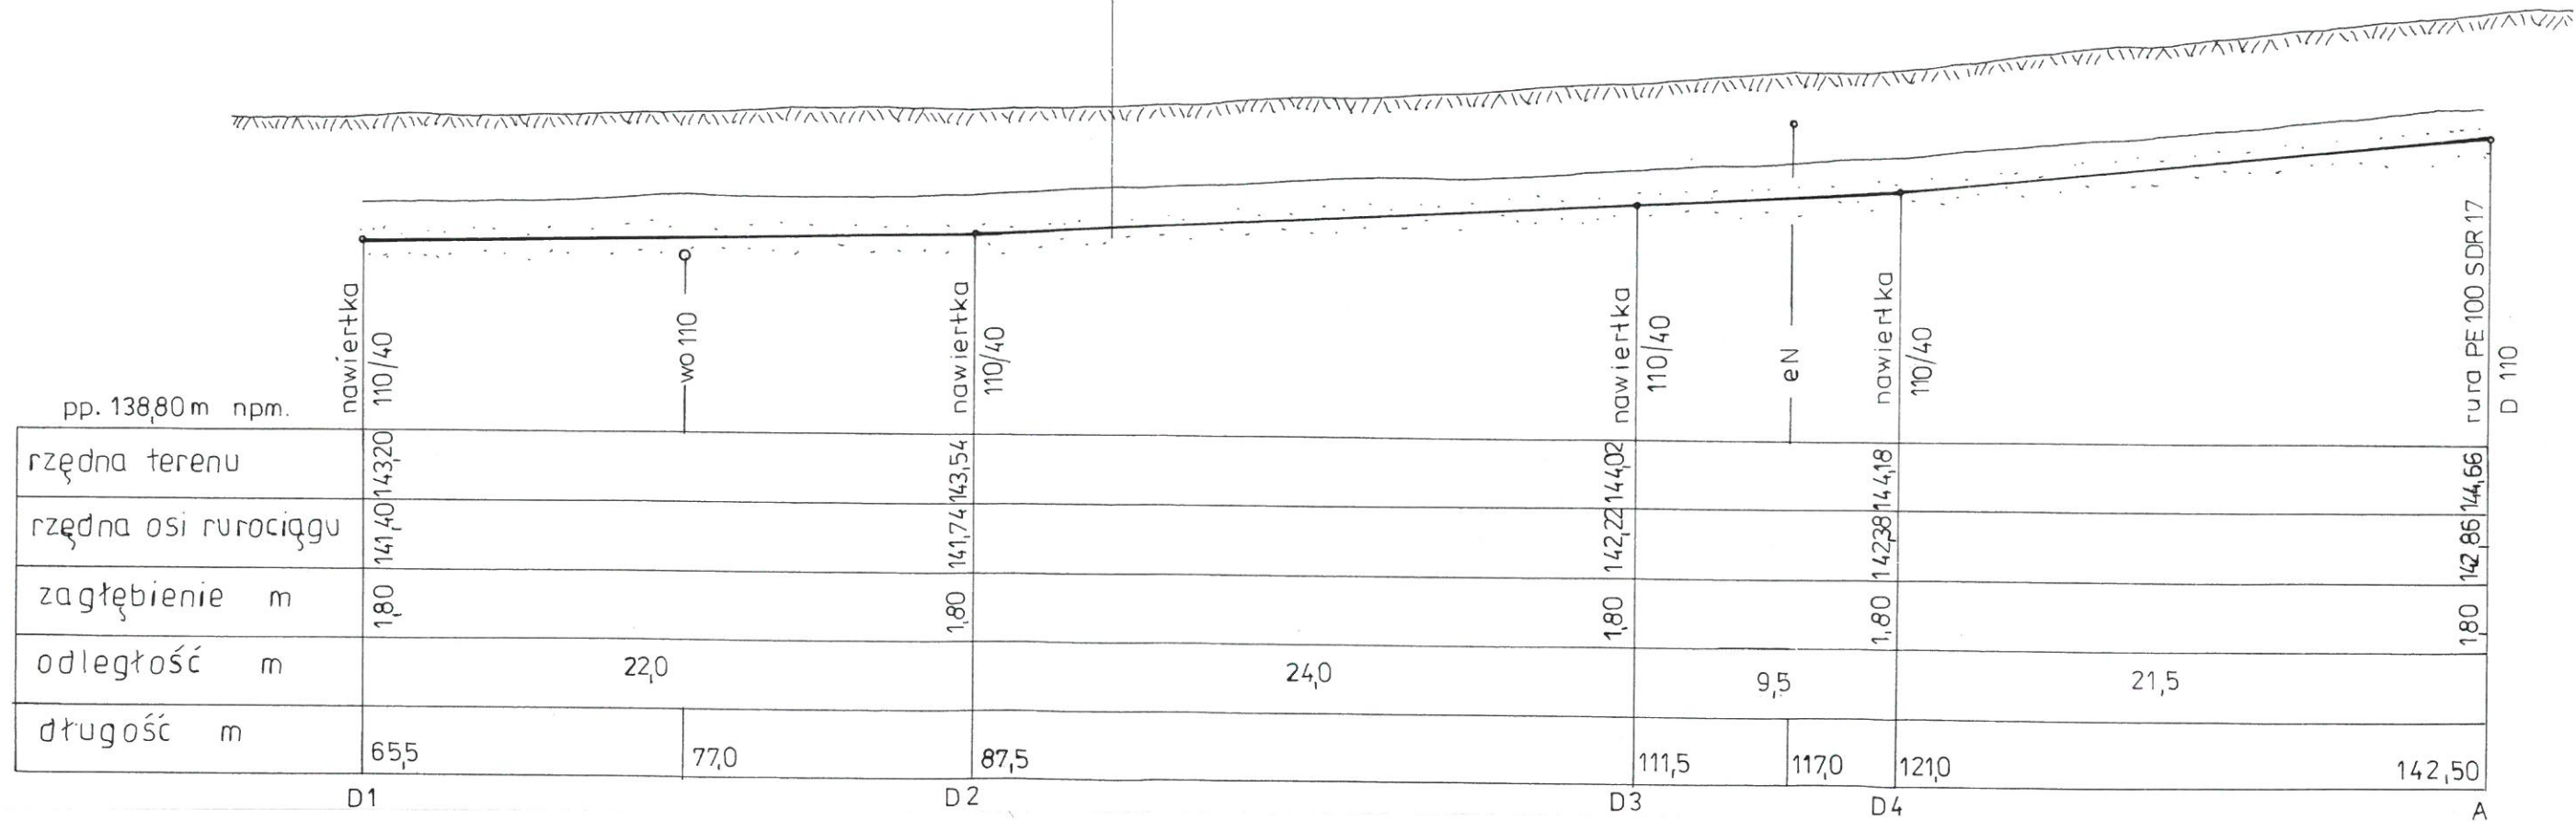 nawiertka
110/40
wo110
nawiertka
110/40
nawiertka
110/40
eN
nawiertka
110/40
rura PE 100 SDR 17
D 110
pp. 138,80 m npm.
rzędna terenu 143,20 143,54 144,02 144,18 144,66
rzędna osi rurociągu 141,40 141,74 142,22 142,38 142,86
zagłębienie m 1,80 1,80 1,80 1,80 1,80
odległość m 22,0 24,0 9,5 21,5
długość m 65,5 77,0 87,5 111,5 117,0 121,0 142,50
D1 D2 D3 D4 A